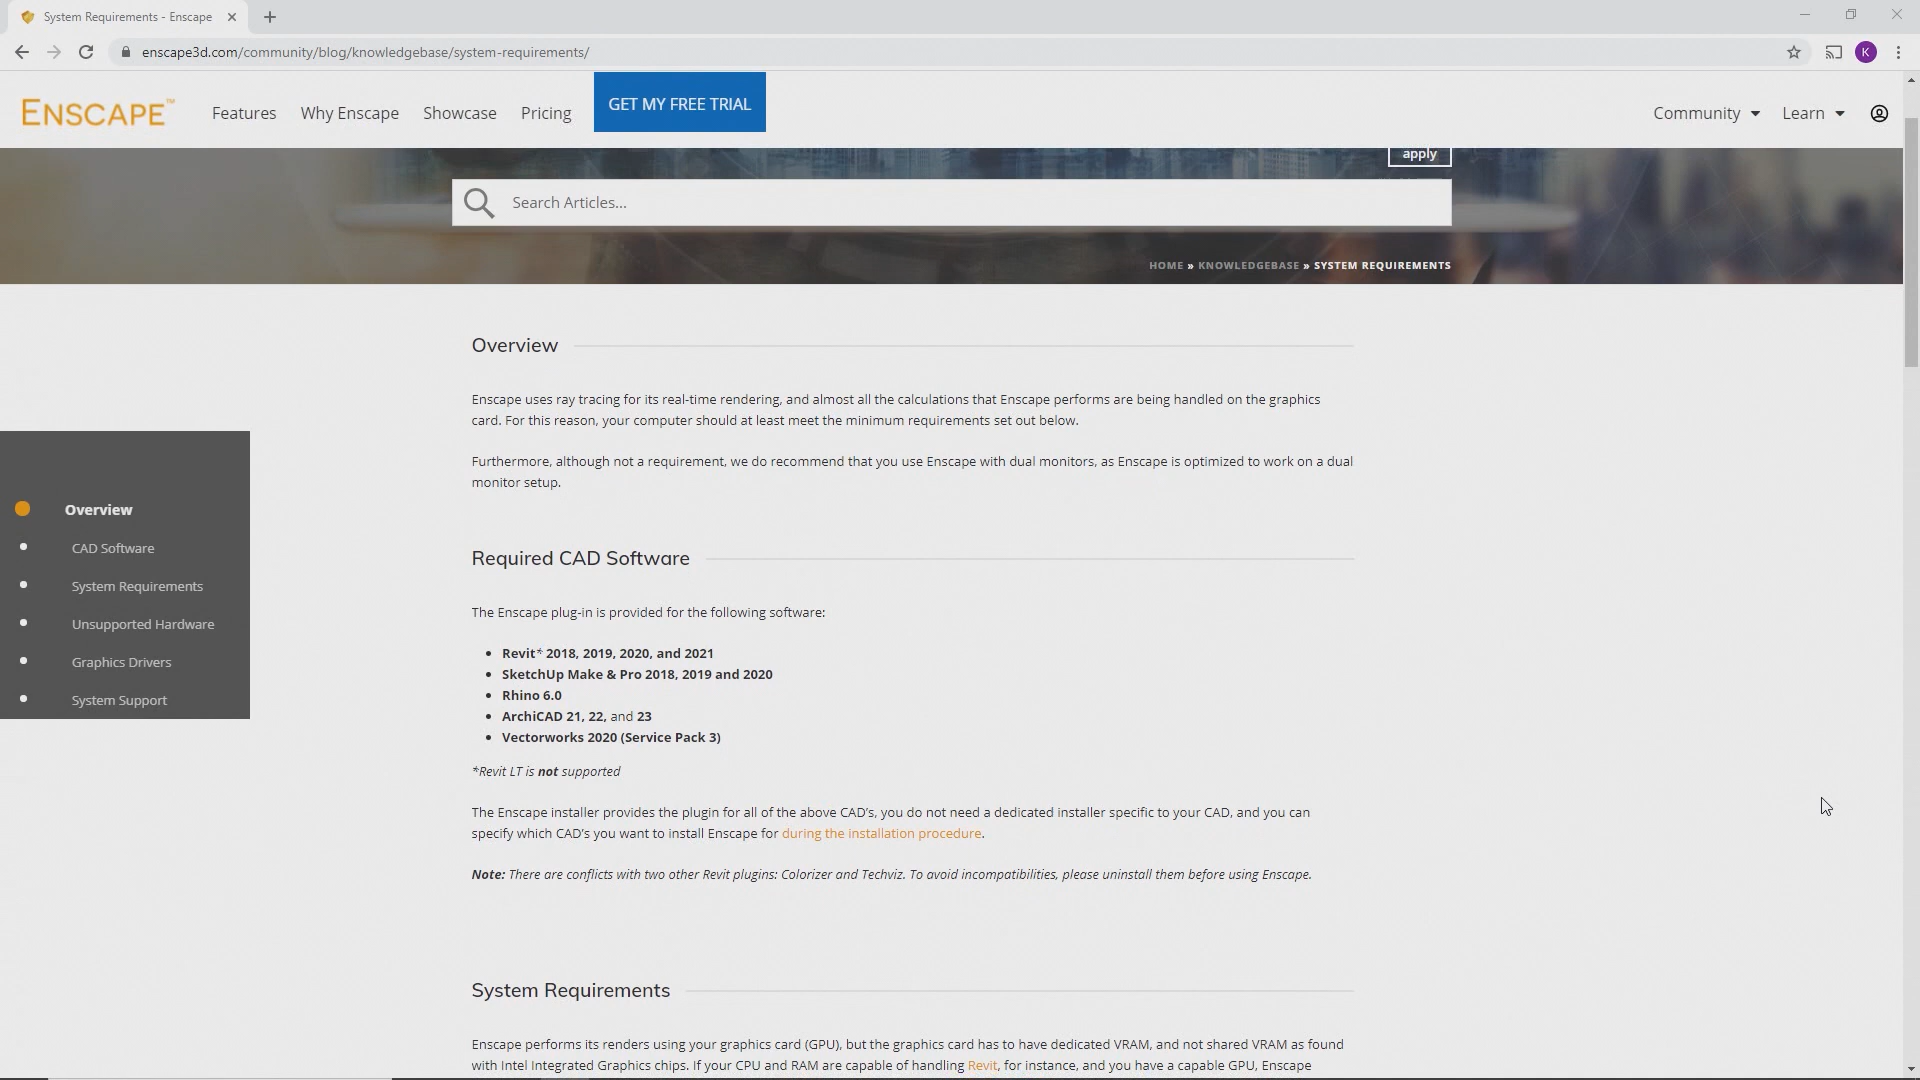 System Requirements - Enscape
enscape3d.com/community/blog/knowledgebase/system-requirements/
K
ENSCAPE™
Features
Why Enscape
Showcase
Pricing
GET MY FREE TRIAL
Community
Learn
apply
Search Articles...
HOME » KNOWLEDGEBASE » SYSTEM REQUIREMENTS
Overview
Enscape uses ray tracing for its real-time rendering, and almost all the calculations that Enscape performs are being handled on the graphics
card. For this reason, your computer should at least meet the minimum requirements set out below.
Furthermore, although not a requirement, we do recommend that you use Enscape with dual monitors, as Enscape is optimized to work on a dual
monitor setup.
Overview
CAD Software
System Requirements
Unsupported Hardware
Graphics Drivers
System Support
Required CAD Software
The Enscape plug-in is provided for the following software:
• Revit* 2018, 2019, 2020, and 2021
• SketchUp Make & Pro 2018, 2019 and 2020
• Rhino 6.0
• ArchiCAD 21, 22, and 23
• Vectorworks 2020 (Service Pack 3)
*Revit LT is not supported
The Enscape installer provides the plugin for all of the above CAD's, you do not need a dedicated installer specific to your CAD, and you can
specify which CAD's you want to install Enscape for during the installation procedure.
Note: There are conflicts with two other Revit plugins: Colorizer and Techviz. To avoid incompatibilities, please uninstall them before using Enscape.
System Requirements
Enscape performs its renders using your graphics card (GPU), but the graphics card has to have dedicated VRAM, and not shared VRAM as found
with Intel Integrated Graphics chips. If your CPU and RAM are capable of handling Revit, for instance, and you have a capable GPU, Enscape